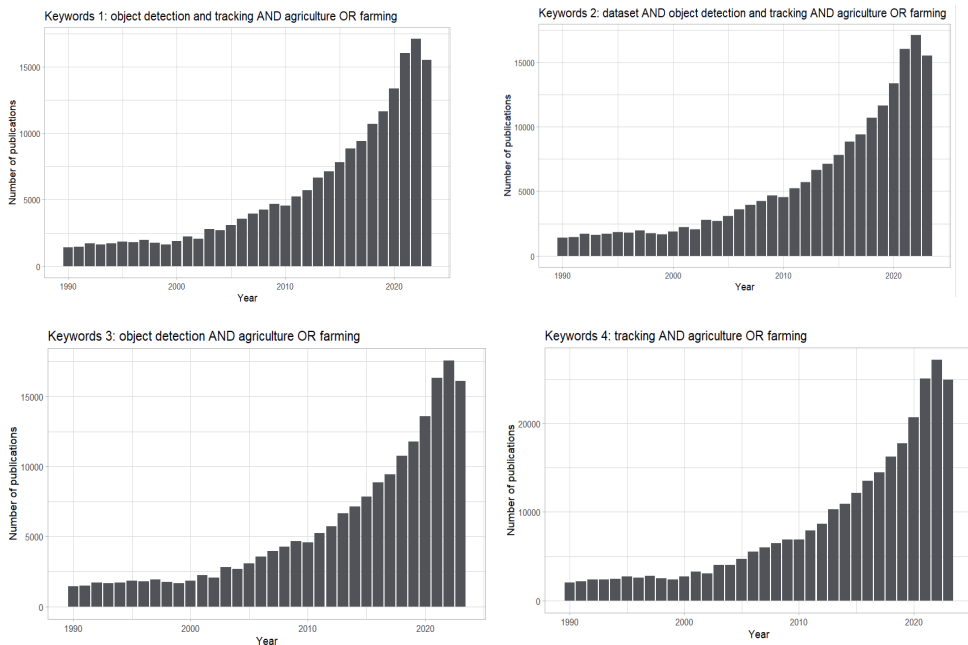 Keywords 1: object detection and tracking AND agriculture OR farming
Number of publications
15000
10000
5000
0
1990
2000
2010
2020
Year
Keywords 2: dataset AND object detection and tracking AND agriculture OR farming
Number of publications
15000
10000
5000
0
1990
2000
2010
2020
Year
Keywords 3: object detection AND agriculture OR farming
Number of publications
15000
10000
5000
0
1990
2000
2010
2020
Year
Keywords 4: tracking AND agriculture OR farming
Number of publications
20000
10000
0
1990
2000
2010
2020
Year